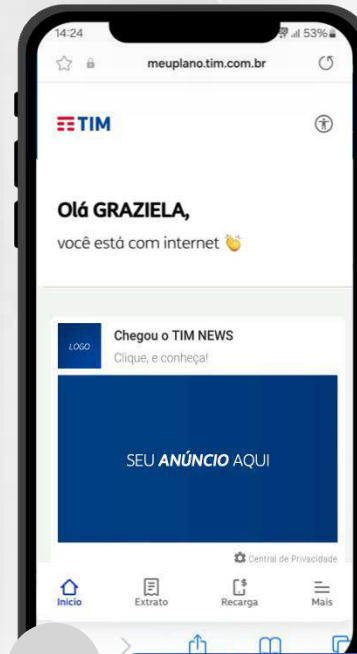 14:24
53%
meuplano.tim.com.br
TIM
Olá GRAZIELA,
você está com internet 👏
LOGO
Chegou o TIM NEWS
Clique, e conheça!
SEU ANÚNCIO AQUI
Central de Privacidade
Início
Extrato
Recarga
Mais